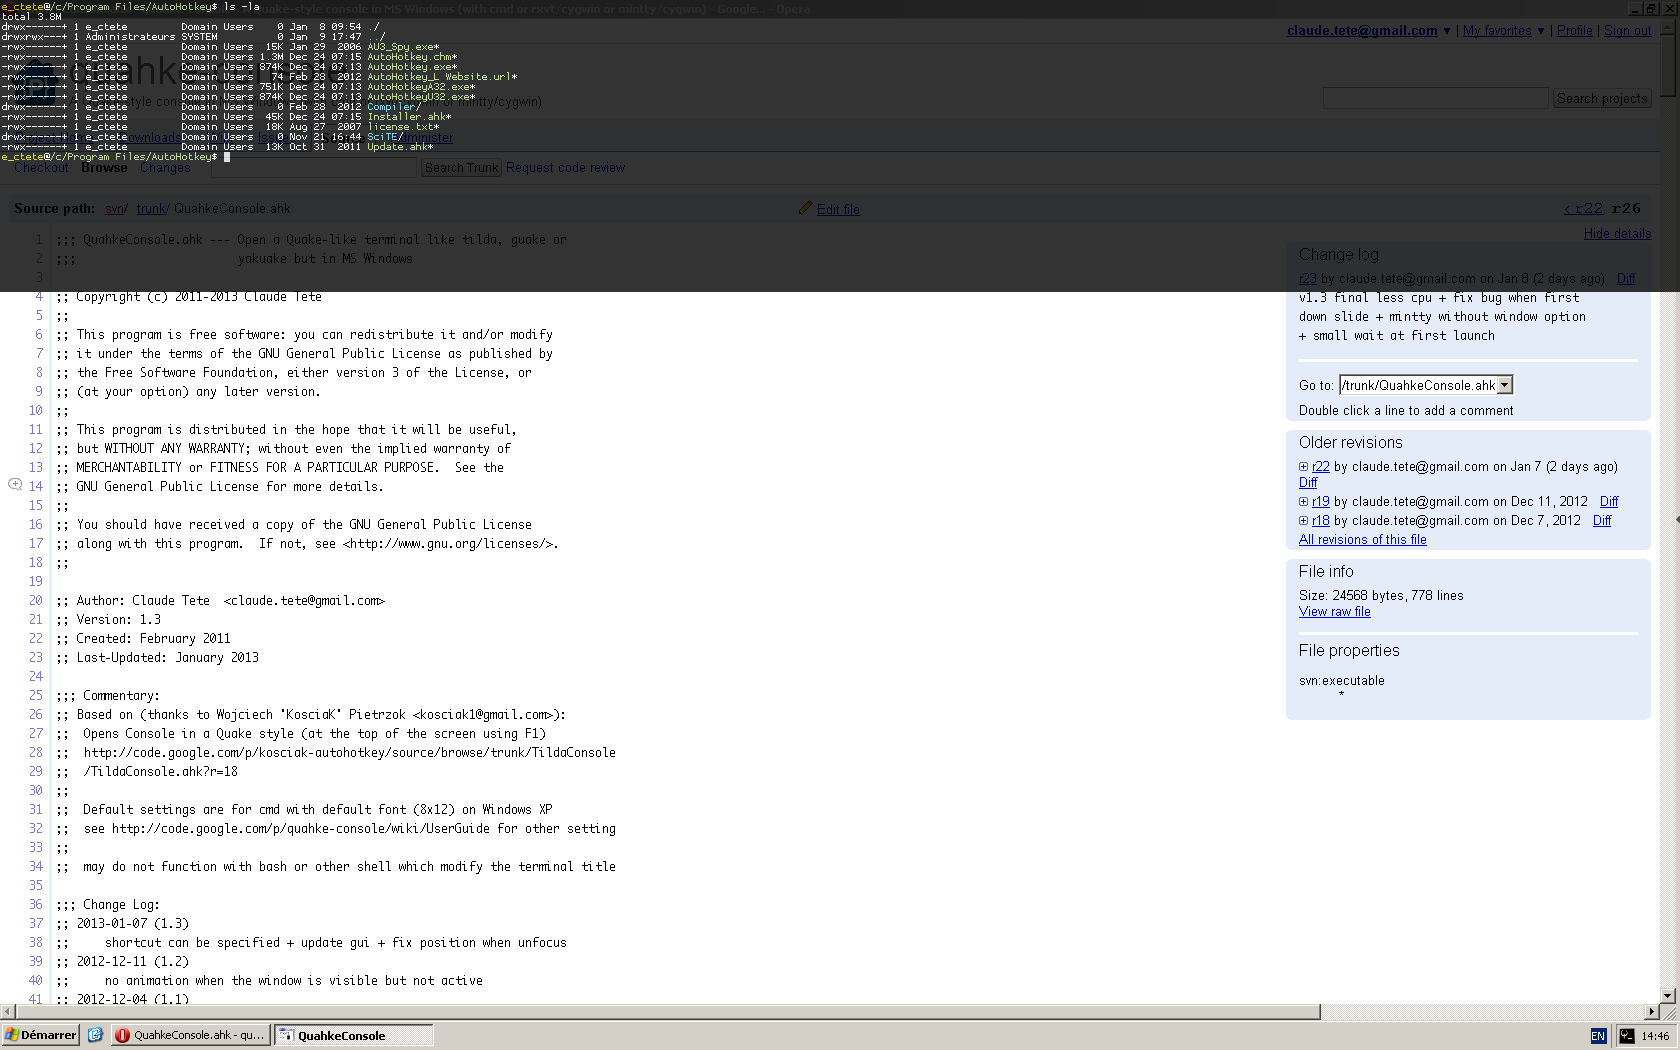 e_ctete@/c/Program Files/AutoHotkey$ ls -la
-style console in MS Windows (with cmd or rxvt/cygwin or mintty/cygwin) - Google... - Opera
total 3.8M
drwx------+ 1 e_ctete         Domain Users    0 Jan  8 09:54 ./
drwxrwx---+ 1 Administrateurs SYSTEM          0 Jan  9 17:47 ../
-rwx------+ 1 e_ctete         Domain Users  15K Jan 29  2006 AU3_Spy.exe*
-rwx------+ 1 e_ctete         Domain Users 1.3M Dec 24 07:15 AutoHotkey.chm*
-rwx------+ 1 e_ctete         Domain Users 874K Dec 24 07:13 AutoHotkey.exe*
-rwx------+ 1 e_ctete         Domain Users   74 Feb 28  2012 AutoHotkey_L Website.url*
-rwx------+ 1 e_ctete         Domain Users 751K Dec 24 07:13 AutoHotkeyA32.exe*
-rwx------+ 1 e_ctete         Domain Users 874K Dec 24 07:13 AutoHotkeyU32.exe*
drwx------+ 1 e_ctete         Domain Users    0 Feb 28  2012 Compiler/
-rwx------+ 1 e_ctete         Domain Users  45K Dec 24 07:15 Installer.ahk*
-rwx------+ 1 e_ctete         Domain Users  18K Aug 27  2007 license.txt*
drwx------+ 1 e_ctete         Domain Users    0 Nov 21 16:44 SciTE/
-rwx------+ 1 e_ctete         Domain Users  13K Oct 31  2011 Update.ahk*
e_ctete@/c/Program Files/AutoHotkey$
claude.tete@gmail.com ▼ | My favorites ▼ | Profile | Sign out
Search projects
Checkout Browse Changes Search Trunk Request code review
Source path: svn/ trunk/ QuahkeConsole.ahk Edit file ‹ r22 r26
Hide details
1 ;;; QuahkeConsole.ahk --- Open a Quake-like terminal like tilda, guake or
2 ;;;                       yakuake but in MS Windows
3
4 ;; Copyright (c) 2011-2013 Claude Tete
5 ;;
6 ;; This program is free software: you can redistribute it and/or modify
7 ;; it under the terms of the GNU General Public License as published by
8 ;; the Free Software Foundation, either version 3 of the License, or
9 ;; (at your option) any later version.
10 ;;
11 ;; This program is distributed in the hope that it will be useful,
12 ;; but WITHOUT ANY WARRANTY; without even the implied warranty of
13 ;; MERCHANTABILITY or FITNESS FOR A PARTICULAR PURPOSE.  See the
14 ;; GNU General Public License for more details.
15 ;;
16 ;; You should have received a copy of the GNU General Public License
17 ;; along with this program.  If not, see <http://www.gnu.org/licenses/>.
18 ;;
19
20 ;; Author: Claude Tete  <claude.tete@gmail.com>
21 ;; Version: 1.3
22 ;; Created: February 2011
23 ;; Last-Updated: January 2013
24
25 ;;; Commentary:
26 ;; Based on (thanks to Wojciech 'KosciaK' Pietrzok <kosciak1@gmail.com>):
27 ;;  Opens Console in a Quake style (at the top of the screen using F1)
28 ;;  http://code.google.com/p/kosciak-autohotkey/source/browse/trunk/TildaConsole
29 ;;  /TildaConsole.ahk?r=18
30 ;;
31 ;;  Default settings are for cmd with default font (8x12) on Windows XP
32 ;;  see http://code.google.com/p/quahke-console/wiki/UserGuide for other setting
33 ;;
34 ;;  may do not function with bash or other shell which modify the terminal title
35
36 ;;; Change Log:
37 ;; 2013-01-07 (1.3)
38 ;;     shortcut can be specified + update gui + fix position when unfocus
39 ;; 2012-12-11 (1.2)
40 ;;     no animation when the window is visible but not active
41 ;; 2012-12-04 (1.1)
Change log
r23 by claude.tete@gmail.com on Jan 8 (2 days ago) Diff
v1.3 final less cpu + fix bug when first
down slide + mintty without window option
+ small wait at first launch
Go to: /trunk/QuahkeConsole.ahk
Double click a line to add a comment
Older revisions
r22 by claude.tete@gmail.com on Jan 7 (2 days ago)
Diff
r19 by claude.tete@gmail.com on Dec 11, 2012 Diff
r18 by claude.tete@gmail.com on Dec 7, 2012 Diff
All revisions of this file
File info
Size: 24568 bytes, 778 lines
View raw file
File properties
svn:executable
*
Démarrer QuahkeConsole.ahk - qu... QuahkeConsole EN 14:46